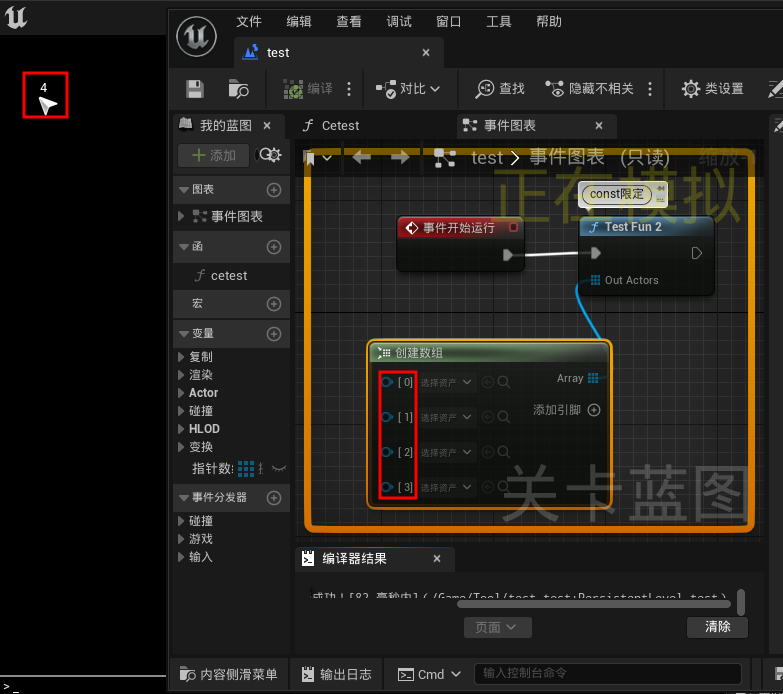 文件 编辑 查看 调试 窗口 工具 帮助
test
编译 对比 查找 隐藏不相关 类设置
4
我的蓝图 Cetest 事件图表
添加 test > 事件图表 （只读） 缩放
正在模拟
图表
const限定
事件图表
事件开始运行 Test Fun 2
函
cetest
Out Actors
宏
变量
创建数组
复制
[ 0] 选择资产 Array
渲染
Actor
[ 1] 选择资产 添加引脚
碰撞
HLOD
[ 2] 选择资产
变换
指针数
[ 3] 选择资产
关卡蓝图
事件分发器
碰撞
游戏
输入
编译器结果
成功！[82 毫秒内]（/Game/Tool/test.test:PersistentLevel.test）
页面 清除
内容侧滑菜单 输出日志 Cmd 输入控制台命令
>_